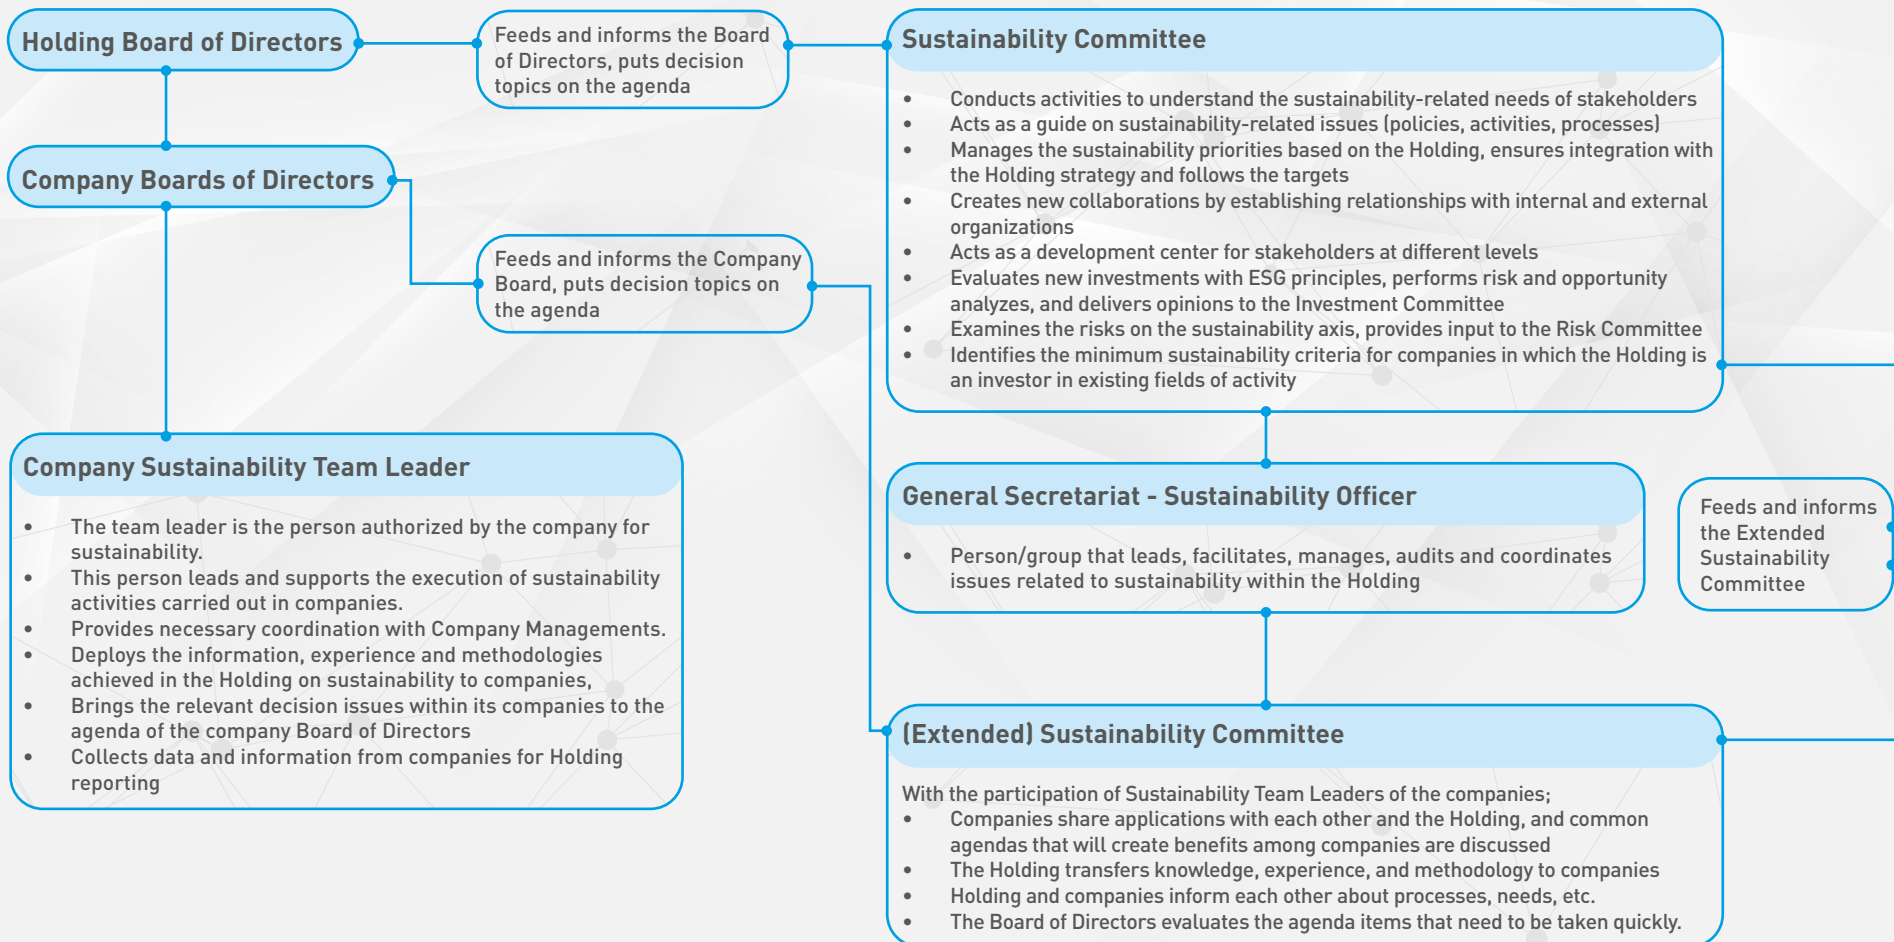 Holding Board of Directors
Feeds and informs the Board
of Directors, puts decision
topics on the agenda
Company Boards of Directors
Feeds and informs the Company
Board, puts decision topics on
the agenda
Company Sustainability Team Leader
• The team leader is the person authorized by the company for
sustainability.
• This person leads and supports the execution of sustainability
activities carried out in companies.
• Provides necessary coordination with Company Managements.
• Deploys the information, experience and methodologies
achieved in the Holding on sustainability to companies,
• Brings the relevant decision issues within its companies to the
agenda of the company Board of Directors
• Collects data and information from companies for Holding
reporting
Sustainability Committee
• Conducts activities to understand the sustainability-related needs of stakeholders
• Acts as a guide on sustainability-related issues (policies, activities, processes)
• Manages the sustainability priorities based on the Holding, ensures integration with
the Holding strategy and follows the targets
• Creates new collaborations by establishing relationships with internal and external
organizations
• Acts as a development center for stakeholders at different levels
• Evaluates new investments with ESG principles, performs risk and opportunity
analyzes, and delivers opinions to the Investment Committee
• Examines the risks on the sustainability axis, provides input to the Risk Committee
• Identifies the minimum sustainability criteria for companies in which the Holding is
an investor in existing fields of activity
General Secretariat - Sustainability Officer
• Person/group that leads, facilitates, manages, audits and coordinates
issues related to sustainability within the Holding
Feeds and informs
the Extended
Sustainability
Committee
(Extended) Sustainability Committee
With the participation of Sustainability Team Leaders of the companies;
• Companies share applications with each other and the Holding, and common
agendas that will create benefits among companies are discussed
• The Holding transfers knowledge, experience, and methodology to companies
• Holding and companies inform each other about processes, needs, etc.
• The Board of Directors evaluates the agenda items that need to be taken quickly.